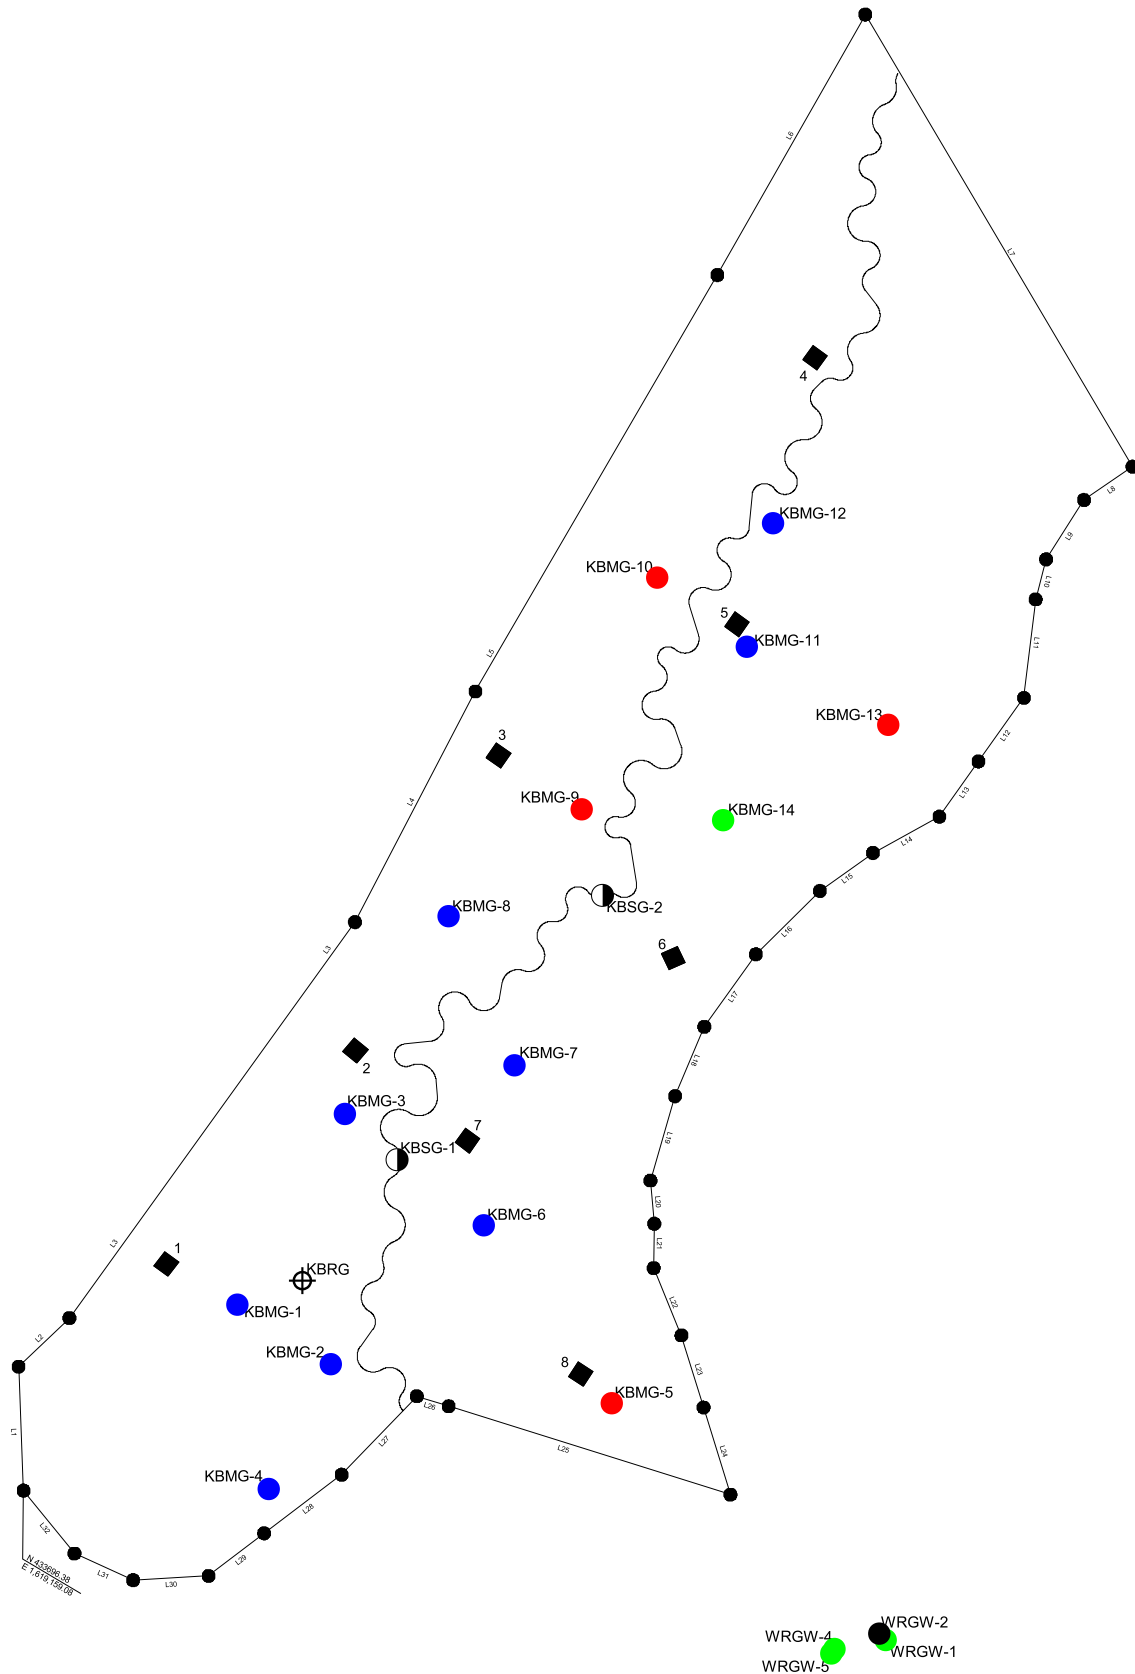 L6
L7
4
L8
L9
KBMG-12
KBMG-10
L10
5
KBMG-11
L11
L5
KBMG-13
3
L12
KBMG-9
L4
KBMG-14
L13
L14
L15
KBMG-8
KBSG-2
L16
6
L3
L17
2
KBMG-7
L18
KBMG-3
7
L19
KBSG-1
L20
KBMG-6
L21
L3
1
KBRG
KBMG-1
L22
L2
KBMG-2
8
L23
KBMG-5
L26
L1
L27
L25
L24
KBMG-4
L28
L32
L29
L31
L30
N 433696.38
E 1,619,159.08
WRGW-2
WRGW-4
WRGW-1
WRGW-5